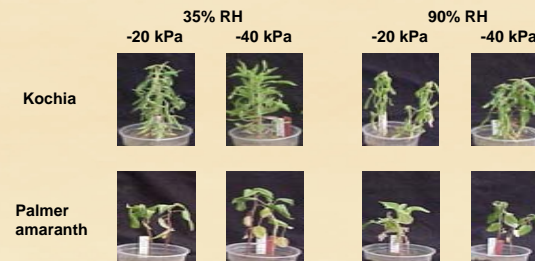 35% RH 90% RH
-20 kPa -40 kPa -20 kPa -40 kPa
Kochia
Palmer
amaranth